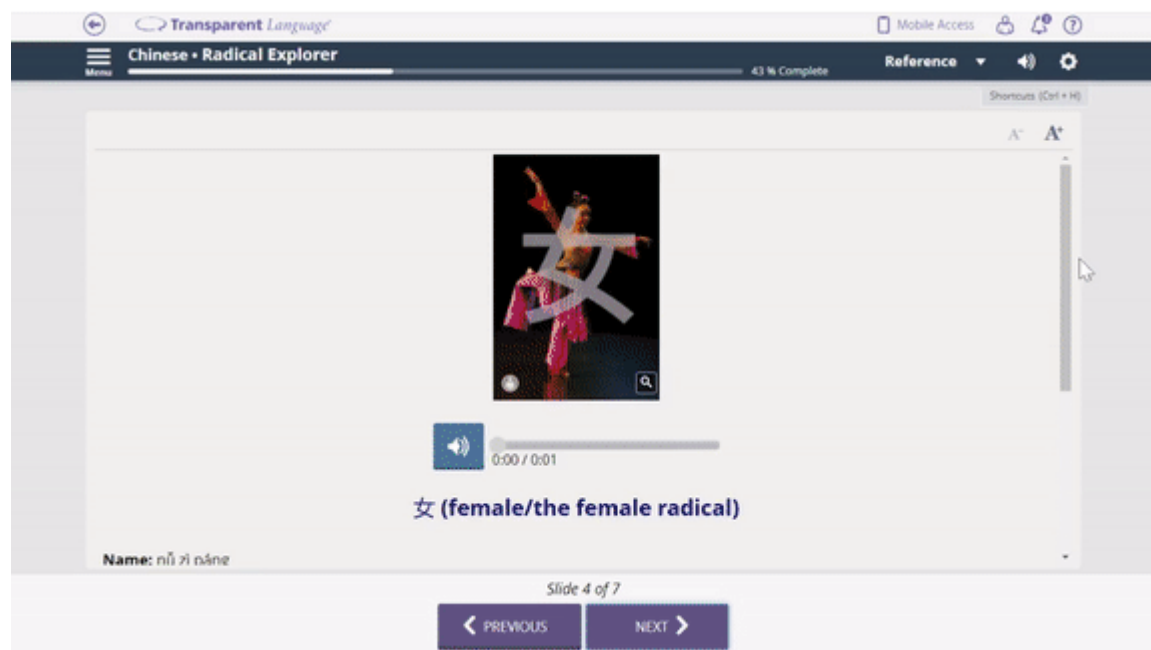 Transparent Language
Mobile Access
Menu
Chinese • Radical Explorer
43 % Complete
Reference
Shortcuts (Ctrl + H)
A-
A+
女
0:00 / 0:01
女 (female/the female radical)
Name: nǚ zì páng
Slide 4 of 7
PREVIOUS
NEXT